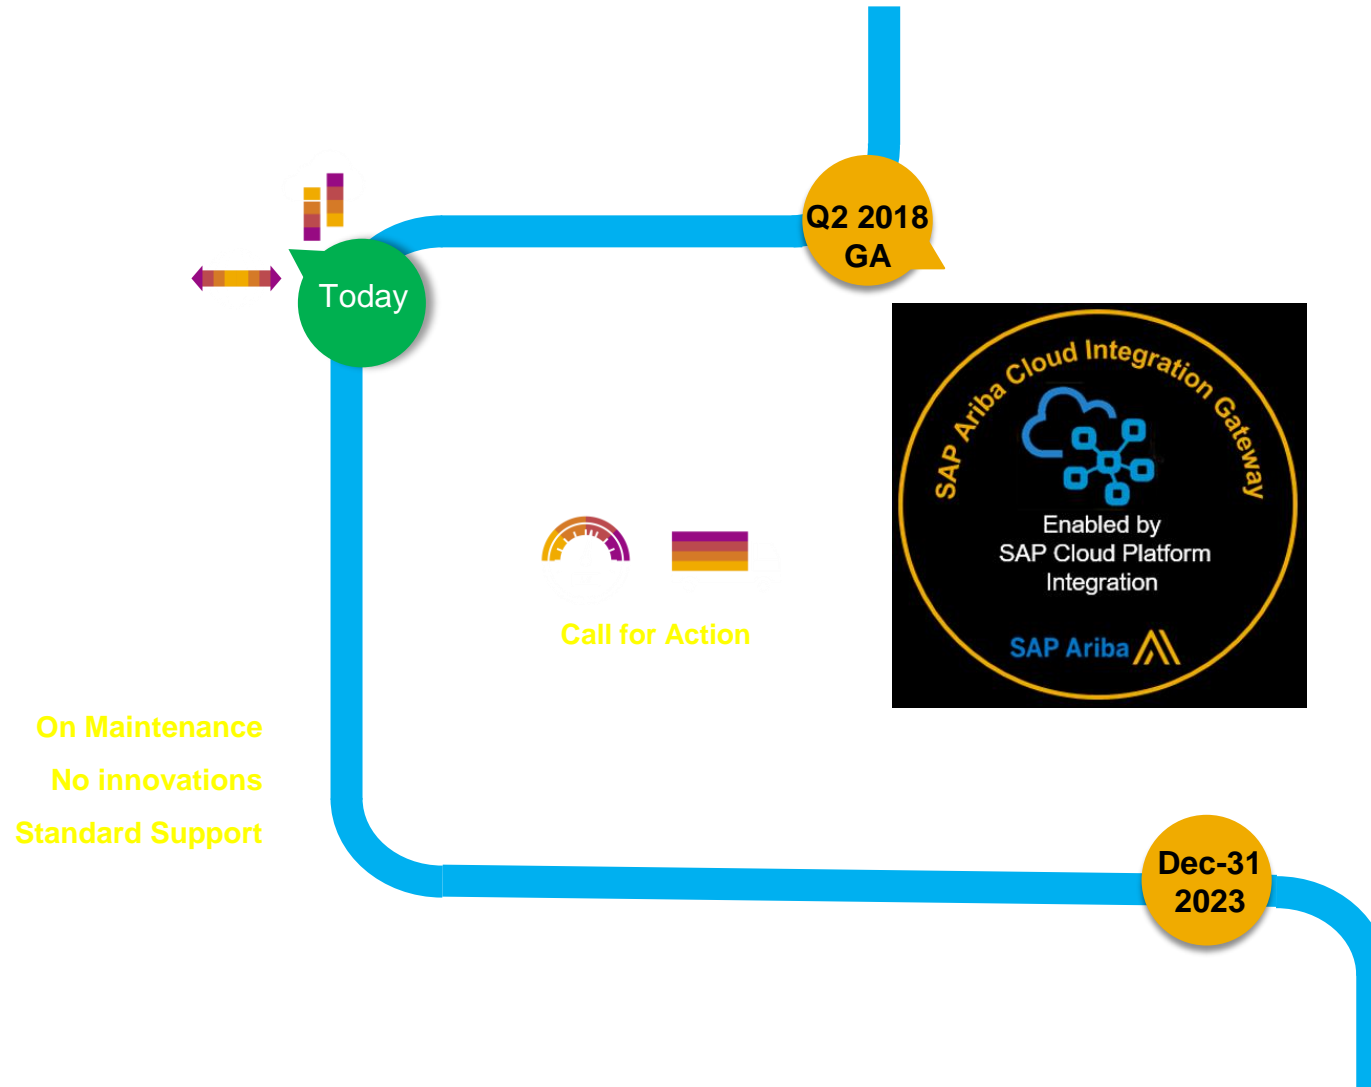 Q2 2018
GA
Today
SAP Ariba Cloud Integration Gateway
Enabled by
SAP Cloud Platform
Integration
SAP Ariba
Call for Action
On Maintenance
No innovations
Standard Support
Dec-31
2023